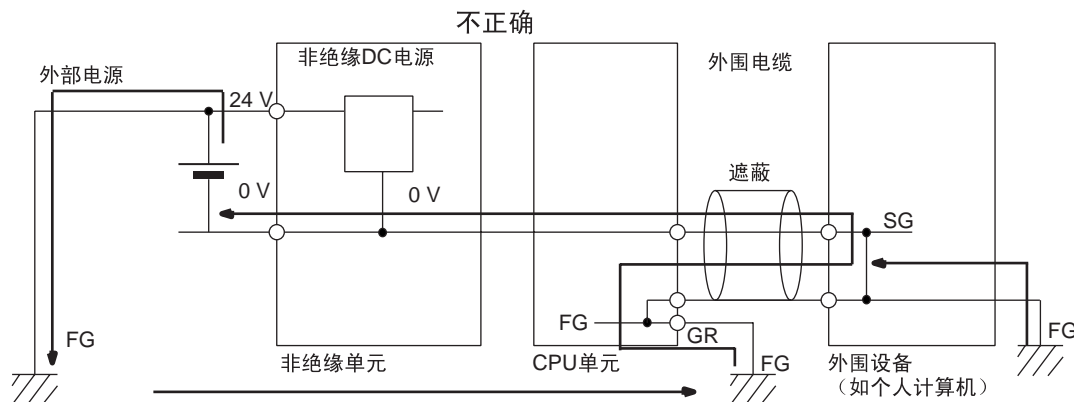 不正确
非绝缘DC电源
外围电缆
外部电源
24 V
遮蔽
0 V
0 V
SG
FG
FG
GR
FG
FG
非绝缘单元
CPU单元
外围设备
（如个人计算机）